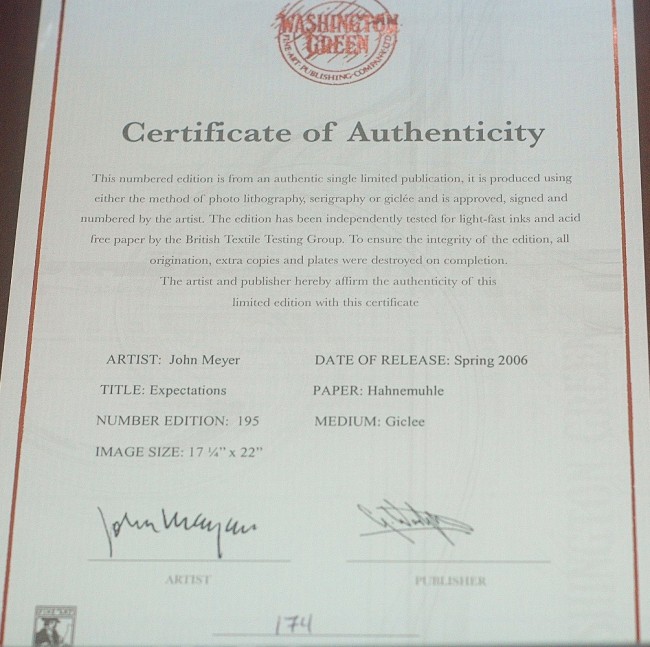 WASHINGTON
GREEN
FINE·ART·PUBLISHING·COMPANY·LTD
Certificate of Authenticity
This numbered edition is from an authentic single limited publication, it is produced using
either the method of photo lithography, serigraphy or giclée and is approved, signed and
numbered by the artist. The edition has been independently tested for light-fast inks and acid
free paper by the British Textile Testing Group. To ensure the integrity of the edition, all
origination, extra copies and plates were destroyed on completion.
The artist and publisher hereby affirm the authenticity of this
limited edition with this certificate
ARTIST: John Meyer DATE OF RELEASE: Spring 2006
TITLE: Expectations PAPER: Hahnemuhle
NUMBER EDITION: 195 MEDIUM: Giclee
IMAGE SIZE: 17 ¼" x 22"
John
ARTIST PUBLISHER
FINE ART
174